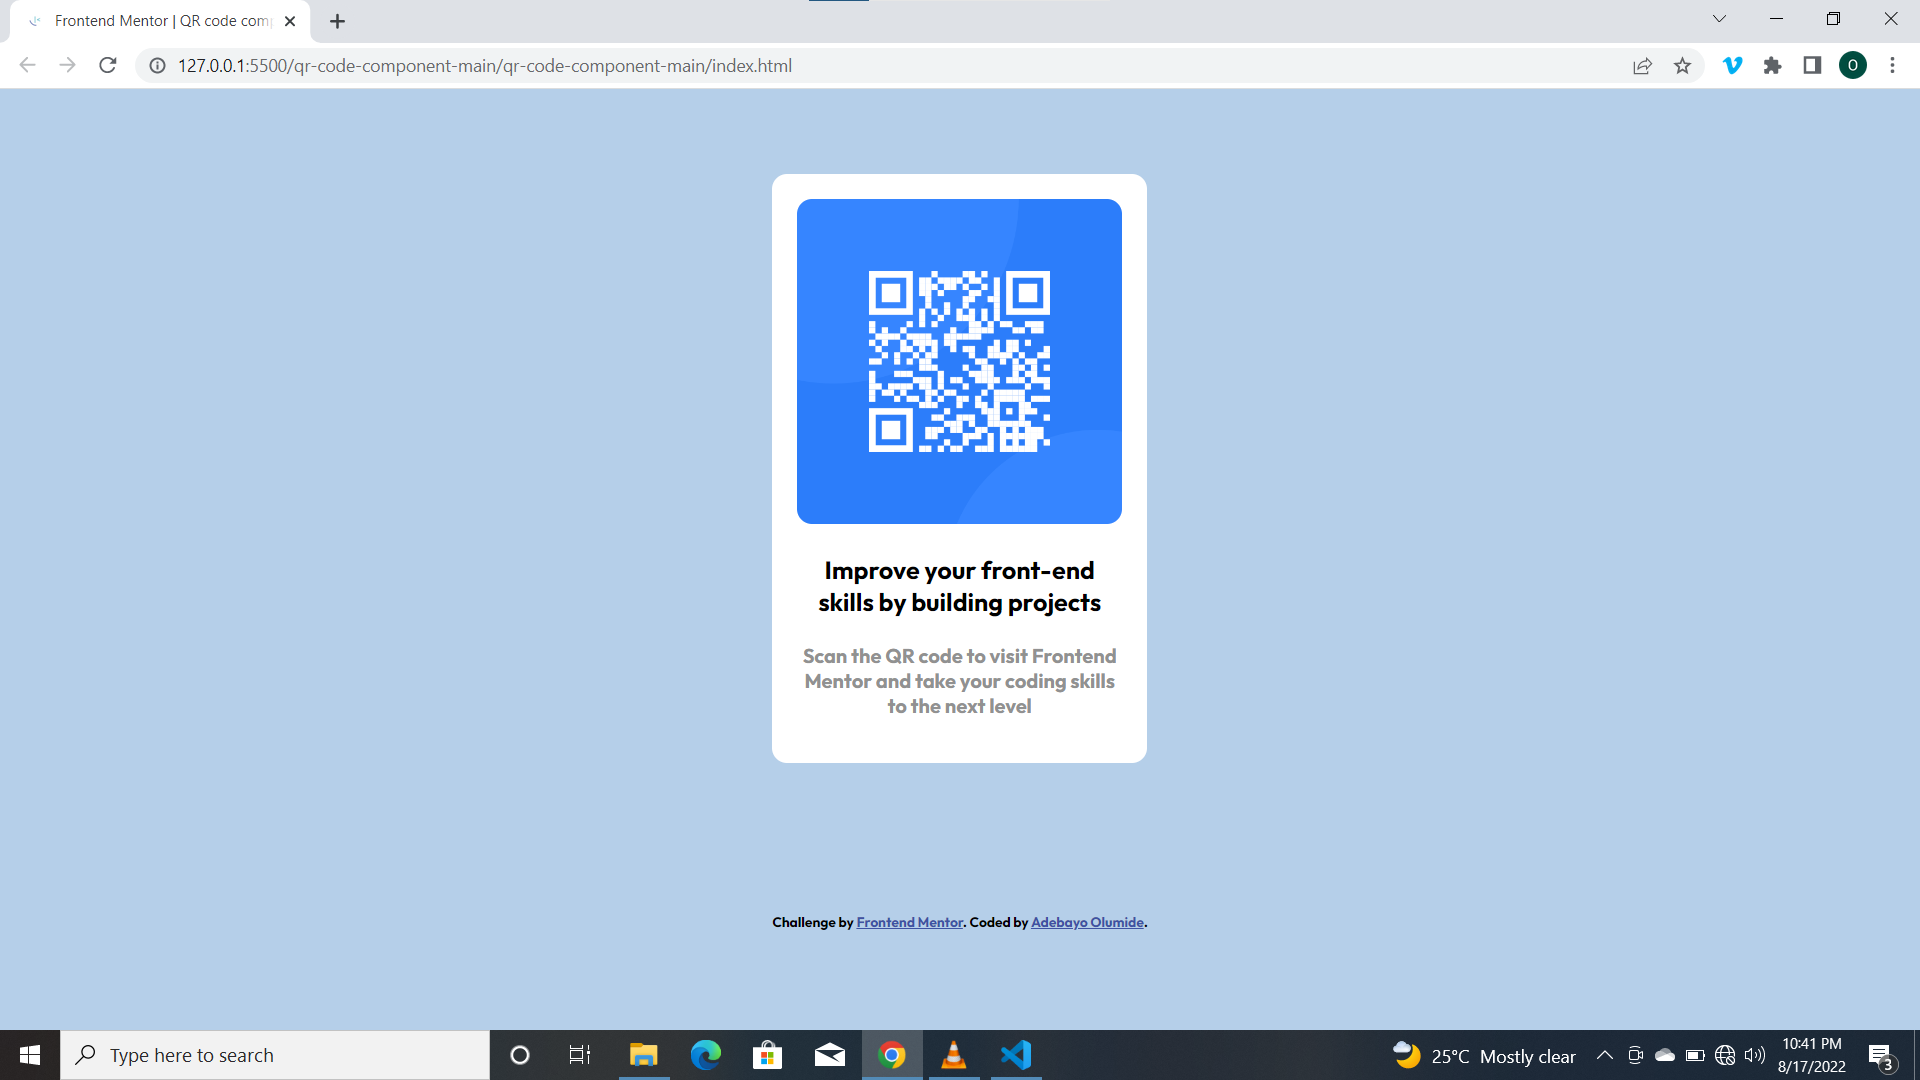 Frontend Mentor | QR code com
127.0.0.1:5500/qr-code-component-main/qr-code-component-main/index.html
O
Improve your front-end
skills by building projects
Scan the QR code to visit Frontend
Mentor and take your coding skills
to the next level
Challenge by Frontend Mentor. Coded by Adebayo Olumide.
Type here to search
25°C Mostly clear
10:41 PM
8/17/2022
3